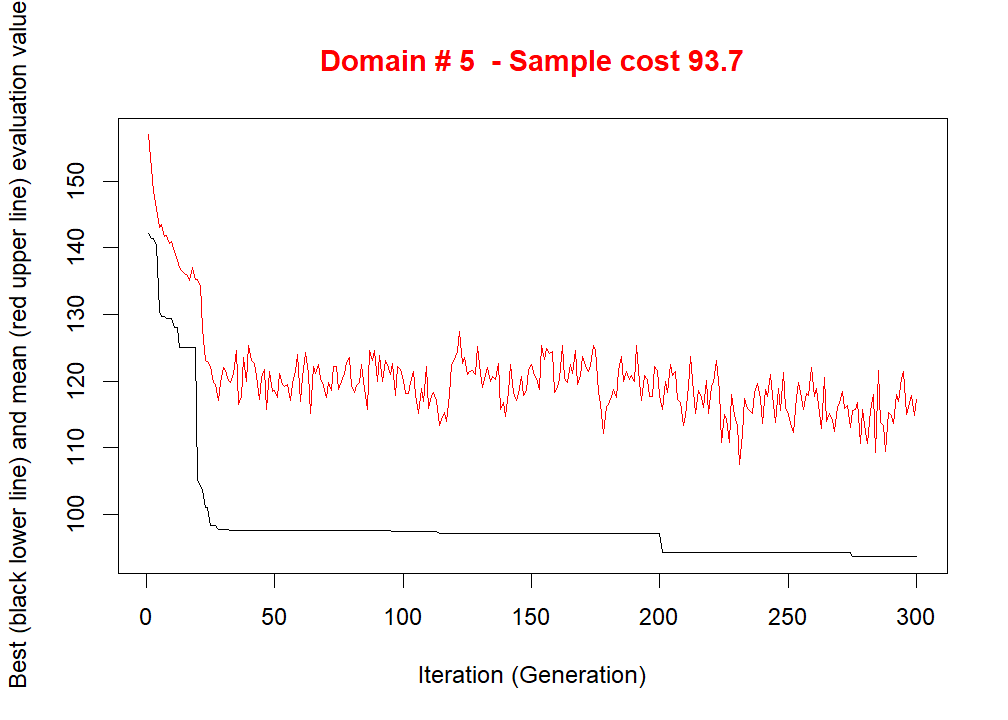 Domain # 5  - Sample cost 93.7
Best (black lower line) and mean (red upper line) evaluation value
150
140
130
120
110
100
0 50 100 150 200 250 300
Iteration (Generation)